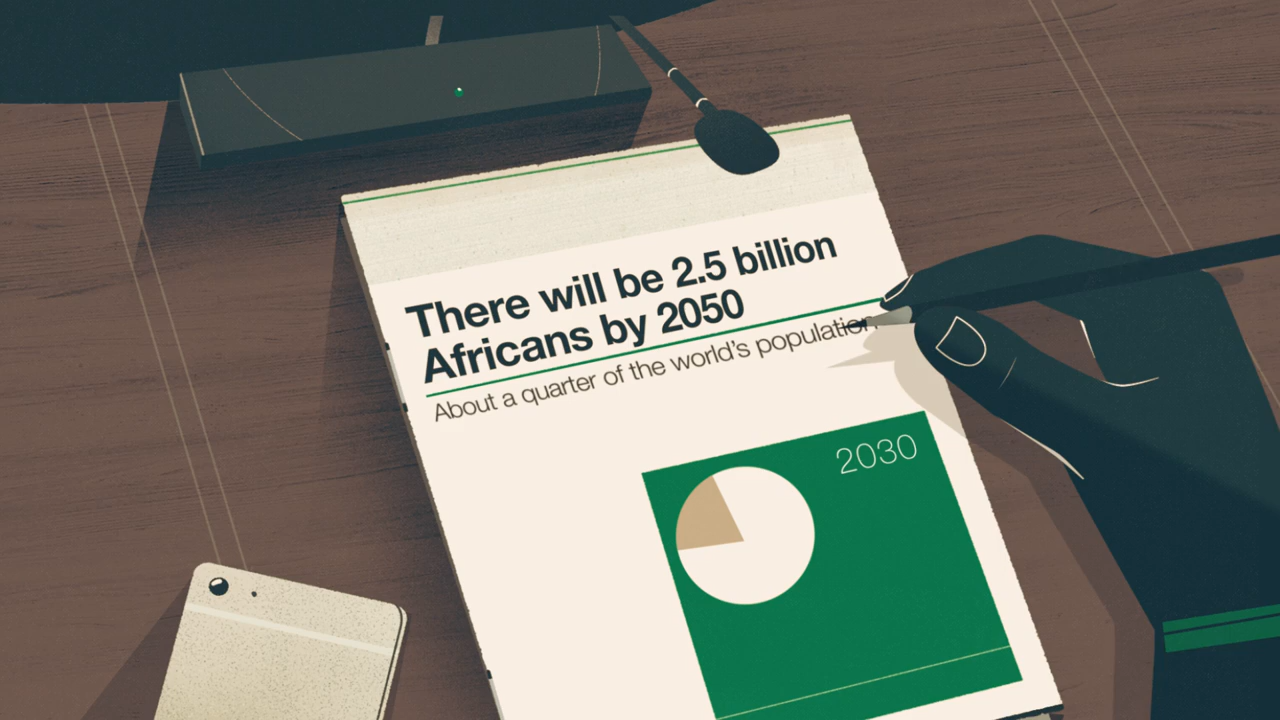 There will be 2.5 billion
Africans by 2050
About a quarter of the world's population
2030